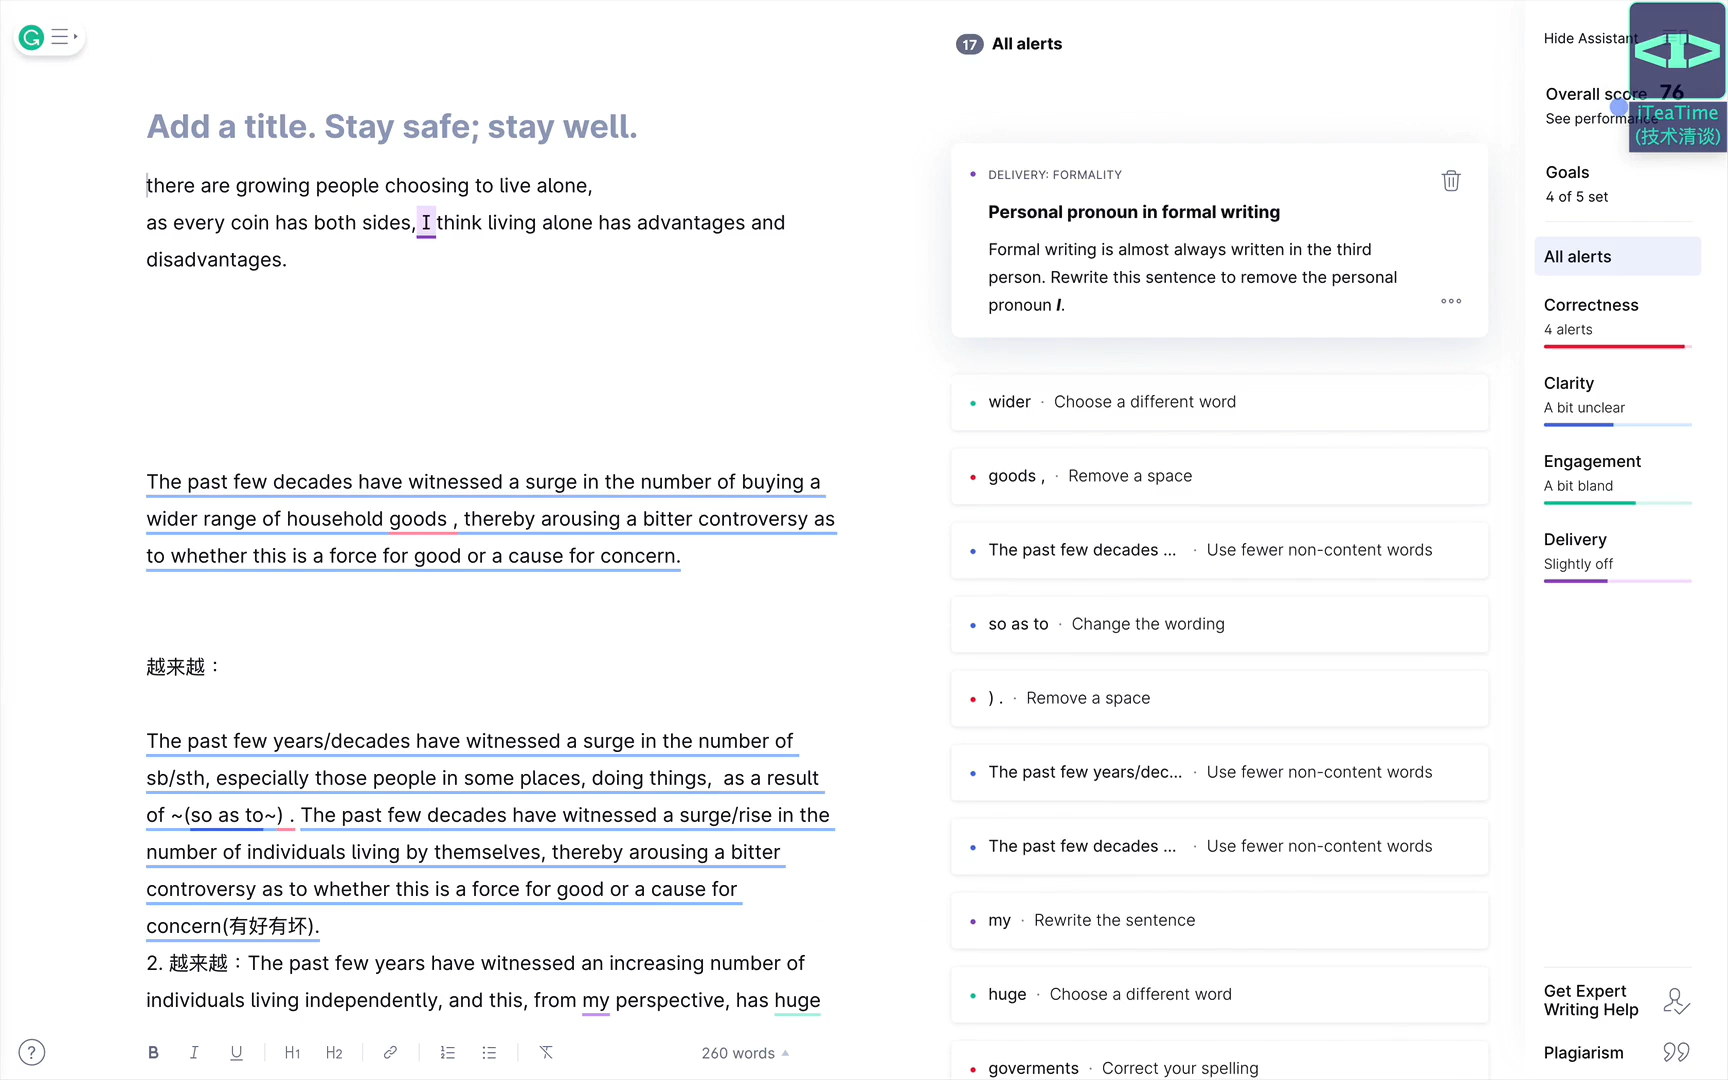 17 All alerts
Hide Assistant
Overall score 76
See performance
iTeaTime
(技术清谈)
Goals
4 of 5 set
All alerts
Correctness
4 alerts
Clarity
A bit unclear
Engagement
A bit bland
Delivery
Slightly off
Get Expert
Writing Help
Plagiarism
Add a title. Stay safe; stay well.
there are growing people choosing to live alone,
as every coin has both sides, I think living alone has advantages and
disadvantages.
The past few decades have witnessed a surge in the number of buying a
wider range of household goods , thereby arousing a bitter controversy as
to whether this is a force for good or a cause for concern.
越来越：
The past few years/decades have witnessed a surge in the number of
sb/sth, especially those people in some places, doing things,  as a result
of ~(so as to~) . The past few decades have witnessed a surge/rise in the
number of individuals living by themselves, thereby arousing a bitter
controversy as to whether this is a force for good or a cause for
concern(有好有坏).
2. 越来越：The past few years have witnessed an increasing number of
individuals living independently, and this, from my perspective, has huge
B I U H1 H2
260 words
DELIVERY: FORMALITY
Personal pronoun in formal writing
Formal writing is almost always written in the third
person. Rewrite this sentence to remove the personal
pronoun I.
wider · Choose a different word
goods , · Remove a space
The past few decades ... · Use fewer non-content words
so as to · Change the wording
) . · Remove a space
The past few years/dec... · Use fewer non-content words
The past few decades ... · Use fewer non-content words
my · Rewrite the sentence
huge · Choose a different word
goverments · Correct your spelling